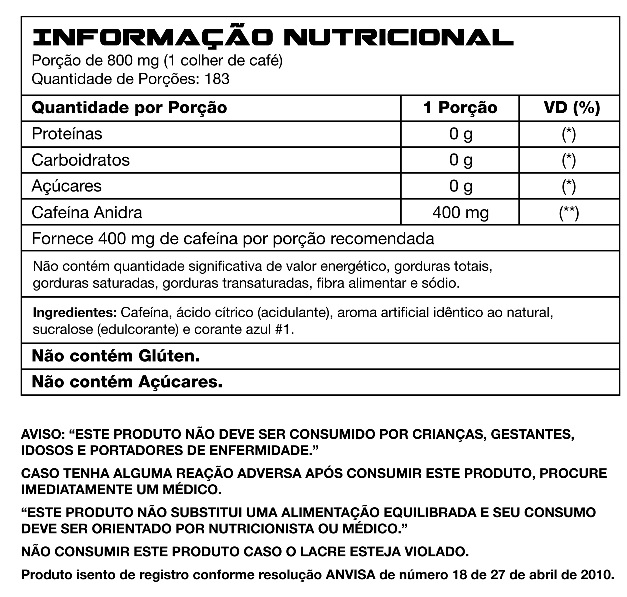 INFORMAÇÃO NUTRICIONAL
Porção de 800 mg (1 colher de café)
Quantidade de Porções: 183
Quantidade por Porção 1 Porção VD (%)
Proteínas 0 g (*)
Carboidratos 0 g (*)
Açúcares 0 g (*)
Cafeína Anidra 400 mg (**)
Fornece 400 mg de cafeína por porção recomendada
Não contém quantidade significativa de valor energético, gorduras totais,
gorduras saturadas, gorduras transaturadas, fibra alimentar e sódio.
Ingredientes: Cafeína, ácido cítrico (acidulante), aroma artificial idêntico ao natural,
sucralose (edulcorante) e corante azul #1.
Não contém Glúten.
Não contém Açúcares.
AVISO: “ESTE PRODUTO NÃO DEVE SER CONSUMIDO POR CRIANÇAS, GESTANTES,
IDOSOS E PORTADORES DE ENFERMIDADE.”
CASO TENHA ALGUMA REAÇÃO ADVERSA APÓS CONSUMIR ESTE PRODUTO, PROCURE
IMEDIATAMENTE UM MÉDICO.
“ESTE PRODUTO NÃO SUBSTITUI UMA ALIMENTAÇÃO EQUILIBRADA E SEU CONSUMO
DEVE SER ORIENTADO POR NUTRICIONISTA OU MÉDICO.”
NÃO CONSUMIR ESTE PRODUTO CASO O LACRE ESTEJA VIOLADO.
Produto isento de registro conforme resolução ANVISA de número 18 de 27 de abril de 2010.